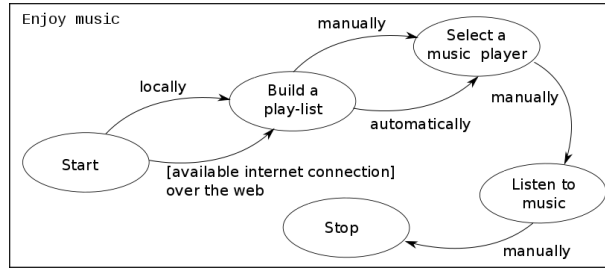 Enjoy music
manually
Select a
music player
locally
Build a
play-list
manually
automatically
Start
[available internet connection]
over the web
Listen to
music
Stop
manually